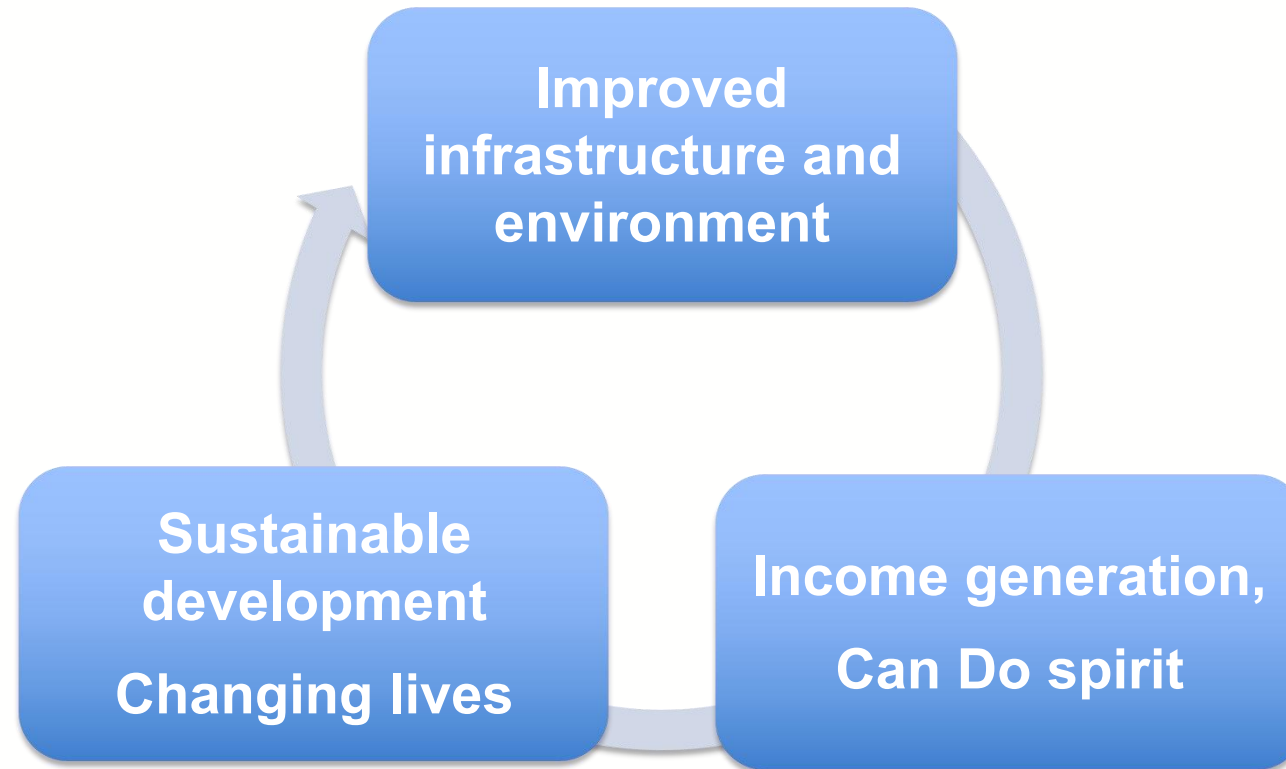 Improved
infrastructure and
environment
Income generation,
Can Do spirit
Sustainable
development
Changing lives